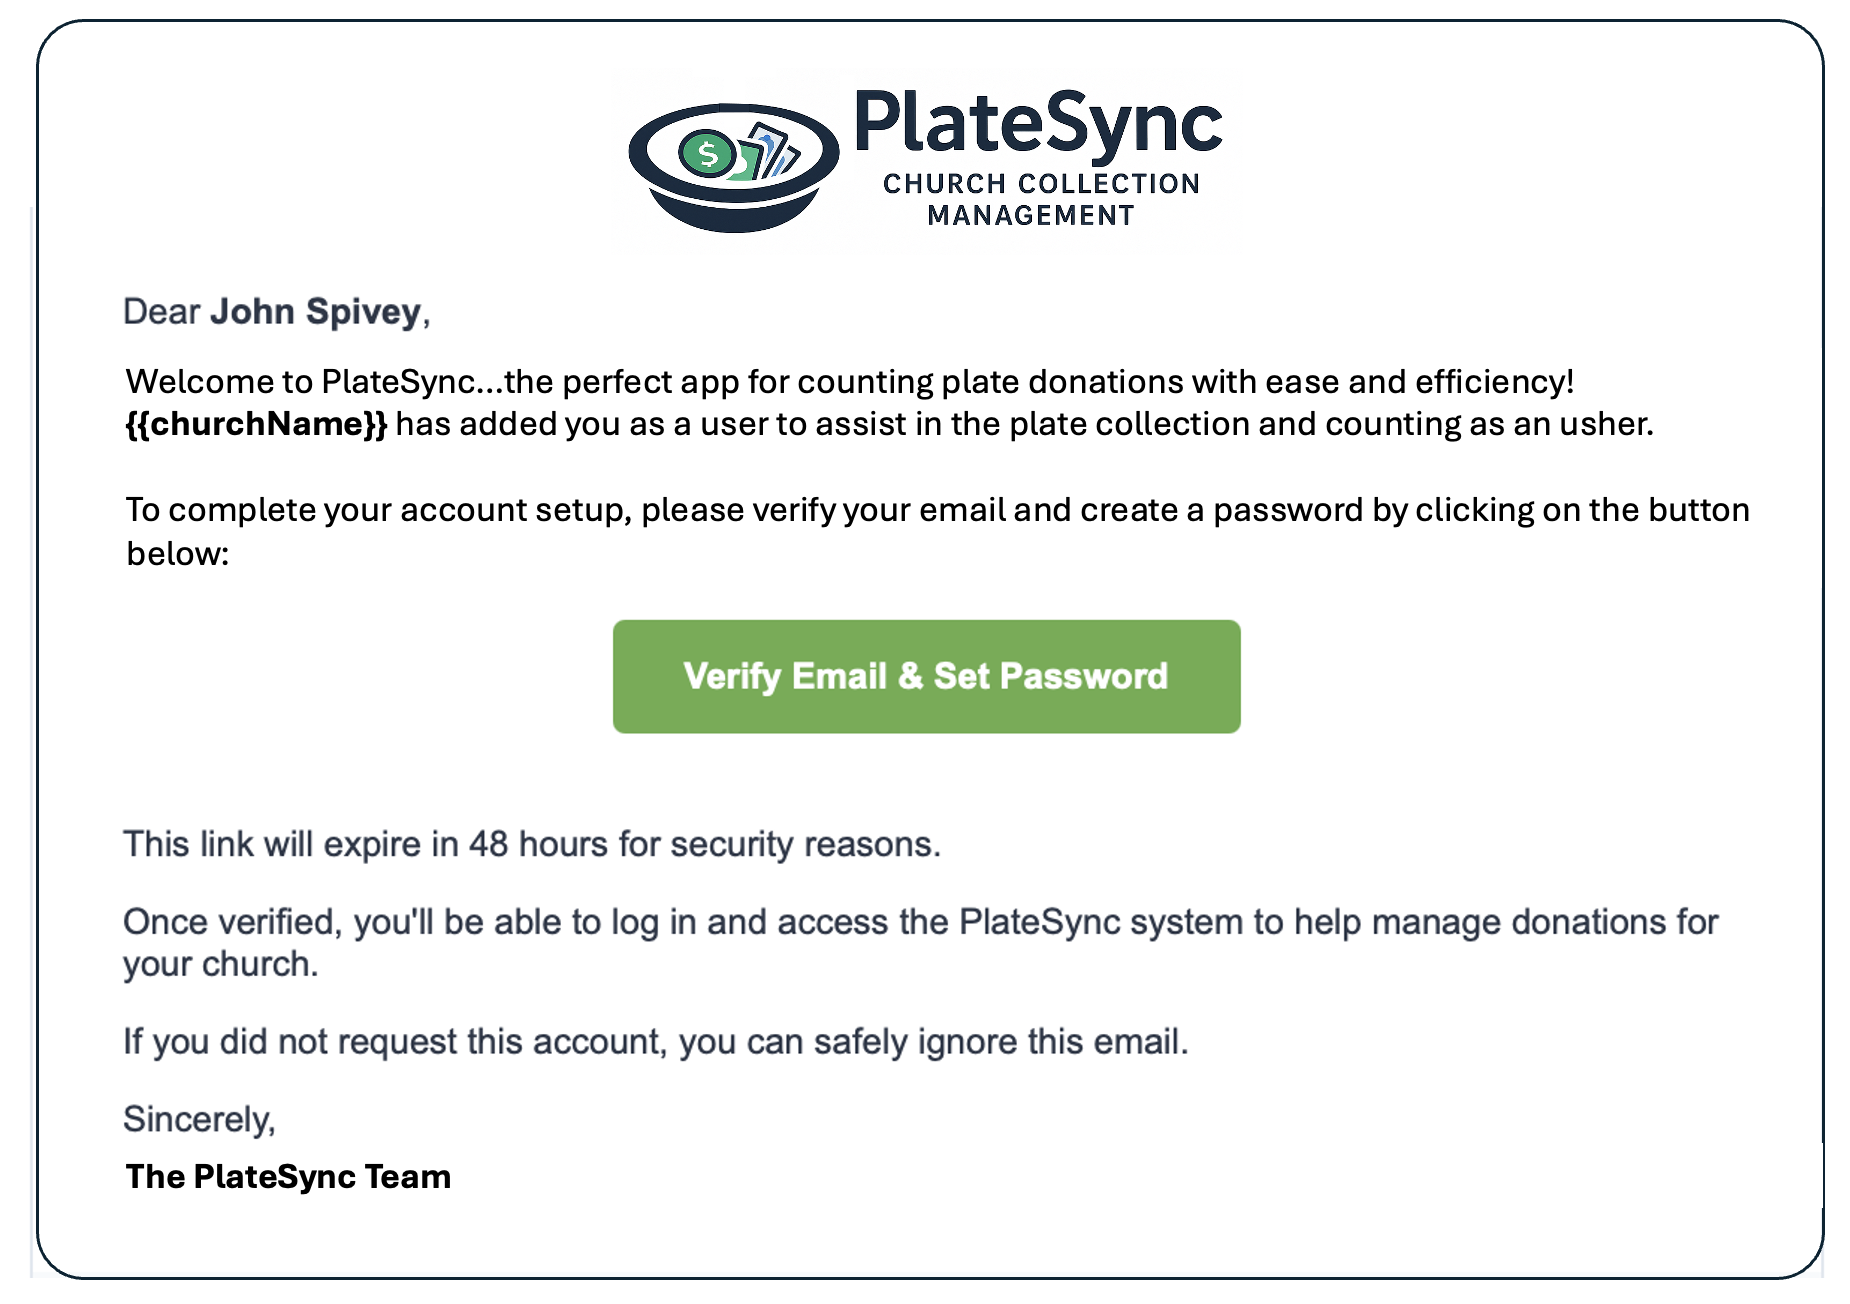 $
PlateSync
CHURCH COLLECTION
MANAGEMENT
Dear John Spivey,
Welcome to PlateSync...the perfect app for counting plate donations with ease and efficiency!
{{churchName}} has added you as a user to assist in the plate collection and counting as an usher.
To complete your account setup, please verify your email and create a password by clicking on the button
below:
Verify Email & Set Password
This link will expire in 48 hours for security reasons.
Once verified, you'll be able to log in and access the PlateSync system to help manage donations for
your church.
If you did not request this account, you can safely ignore this email.
Sincerely,
The PlateSync Team